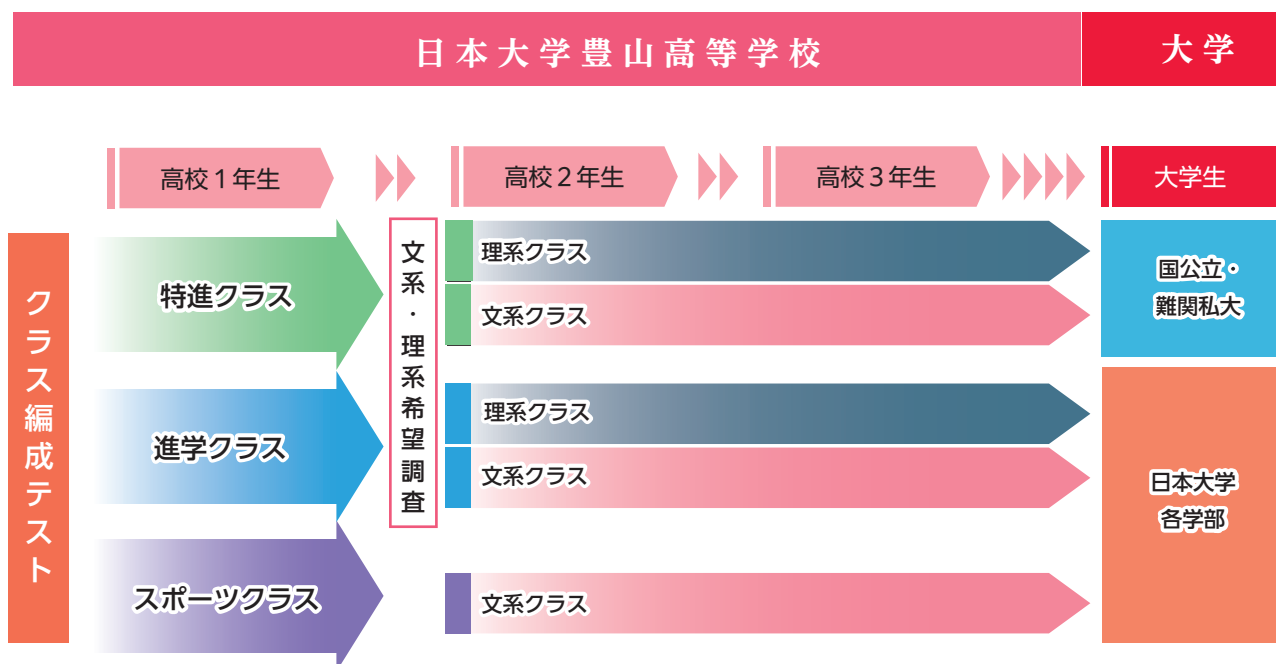 日本大学豊山高等学校
大学
高校1年生
高校2年生
高校3年生
大学生
クラス編成テスト
特進クラス
進学クラス
スポーツクラス
文系・理系希望調査
理系クラス
文系クラス
理系クラス
文系クラス
文系クラス
国公立・
難関私大
日本大学
各学部